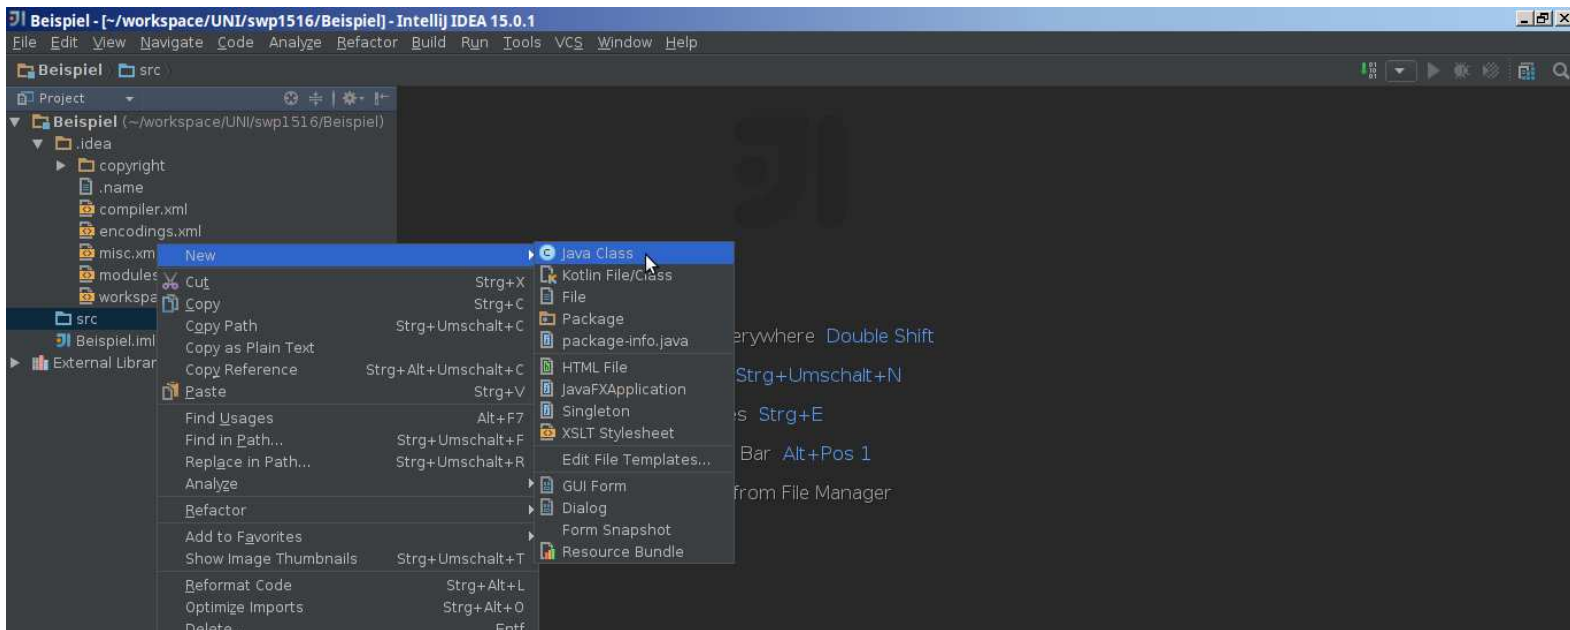 Beispiel - [~/workspace/UNI/swp1516/Beispiel] - IntelliJ IDEA 15.0.1
File Edit View Navigate Code Analyze Refactor Build Run Tools VCS Window Help
Beispiel src
Project
Beispiel (~/workspace/UNI/swp1516/Beispiel)
.idea
copyright
.name
compiler.xml
encodings.xml
misc.xm
modules
workspa
src
Beispiel.iml
External Librar
New
Cut Strg+X
Copy Strg+C
Copy Path Strg+Umschalt+C
Copy as Plain Text
Copy Reference Strg+Alt+Umschalt+C
Paste Strg+V
Find Usages Alt+F7
Find in Path... Strg+Umschalt+F
Replace in Path... Strg+Umschalt+R
Analyze
Refactor
Add to Favorites
Show Image Thumbnails Strg+Umschalt+T
Reformat Code Strg+Alt+L
Optimize Imports Strg+Alt+O
Delete Entf
Java Class
Kotlin File/Class
File
Package
package-info.java
HTML File
JavaFXApplication
Singleton
XSLT Stylesheet
Edit File Templates...
GUI Form
Dialog
Form Snapshot
Resource Bundle
erywhere Double Shift
Strg+Umschalt+N
s Strg+E
Bar Alt+Pos 1
from File Manager